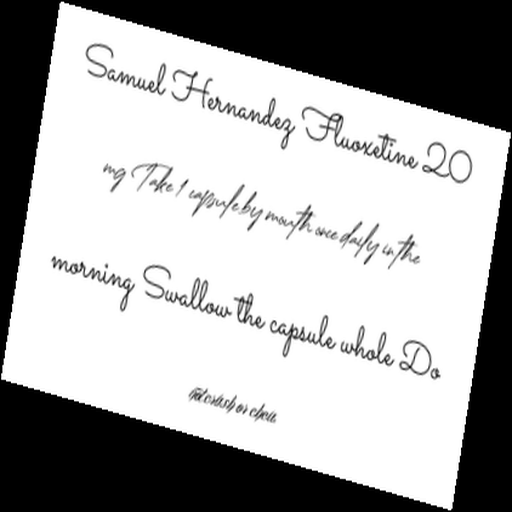 Samuel Hernandez Fluoxetine 20
mg Take 1 capsule by mouth once daily in the
morning Swallow the capsule whole Do
not crush or chew